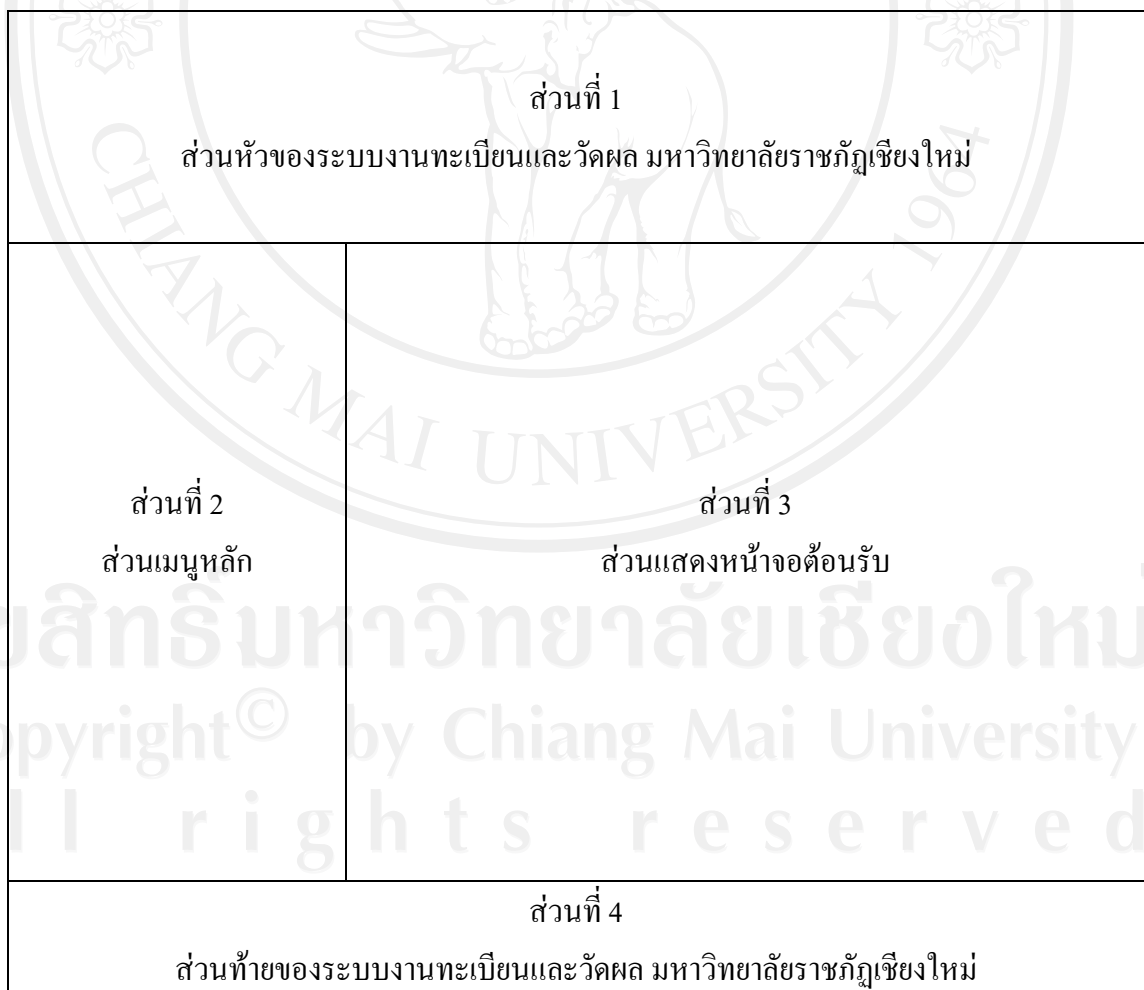 ส่วนที่ 1
ส่วนหัวของระบบงานทะเบียนและวัดผล มหาวิทยาลัยราชภัฏเชียงใหม่
CHIANG MAI UNIVERSITY 1964
ส่วนที่ 2
ส่วนเมนูหลัก
ส่วนที่ 3
ส่วนแสดงหน้าจอต้อนรับ
สิทธิ์มหาวิทยาลัยเชียงใหม่
opyright© by Chiang Mai University
ll rights reserved
ส่วนที่ 4
ส่วนท้ายของระบบงานทะเบียนและวัดผล มหาวิทยาลัยราชภัฏเชียงใหม่